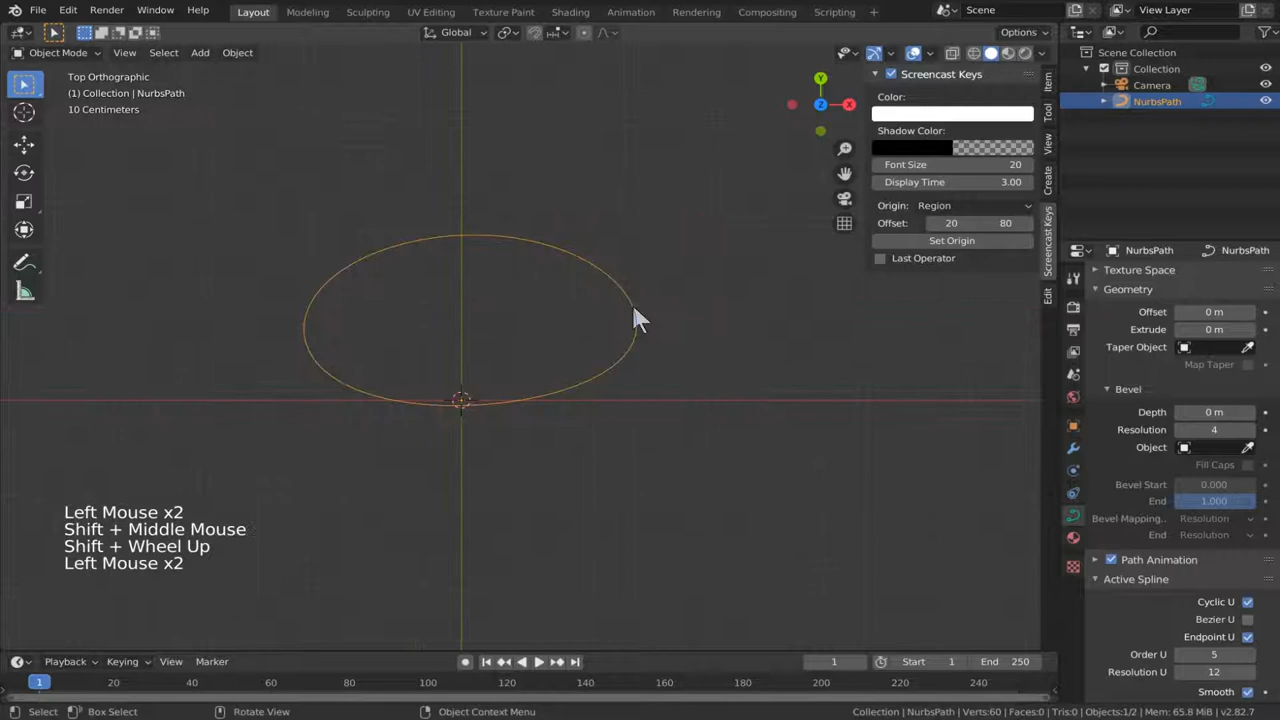 File Edit Render Window Help Layout Modeling Sculpting UV Editing Texture Paint Shading Animation Rendering Compositing Scripting + Scene View Layer
Global Options
Object Mode View Select Add Object
Top Orthographic
(1) Collection | NurbsPath
10 Centimeters
Y
Z
X
Screencast Keys
Color:
Shadow Color:
Font Size 20
Display Time 3.00
Origin: Region
Offset: 20 80
Set Origin
Last Operator
Item
Tool
View
Create
Screencast Keys
Edit
Scene Collection
Collection
Camera
NurbsPath
NurbsPath NurbsPath
Texture Space
Geometry
Offset 0 m
Extrude 0 m
Taper Object
Map Taper
Bevel
Depth 0 m
Resolution 4
Object
Fill Caps
Bevel Start 0.000
End 1.000
Bevel Mapping.. Resolution
End Resolution
Path Animation
Active Spline
Cyclic U
Bezier U
Endpoint U
Order U 5
Resolution U 12
Smooth
Left Mouse x2
Shift + Middle Mouse
Shift + Wheel Up
Left Mouse x2
Playback Keying View Marker 1 Start 1 End 250
1 20 40 60 80 100 120 140 160 180 200 220 240
Select Box Select Rotate View Object Context Menu Collection | NurbsPath | Verts:60 | Faces:0 | Tris:0 | Objects:1/2 | Mem: 65.8 MiB | v2.82.7